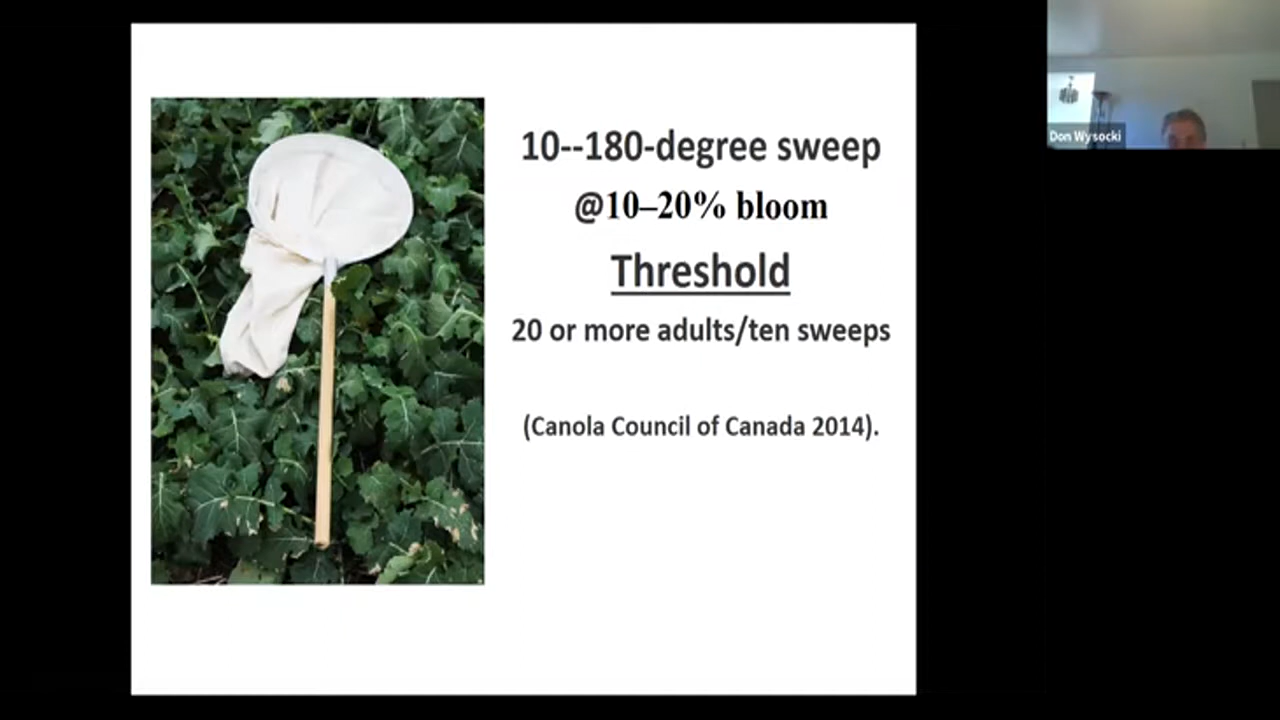 10--180-degree sweep
@10–20% bloom
Threshold
20 or more adults/ten sweeps
(Canola Council of Canada 2014).
Don Wysocki